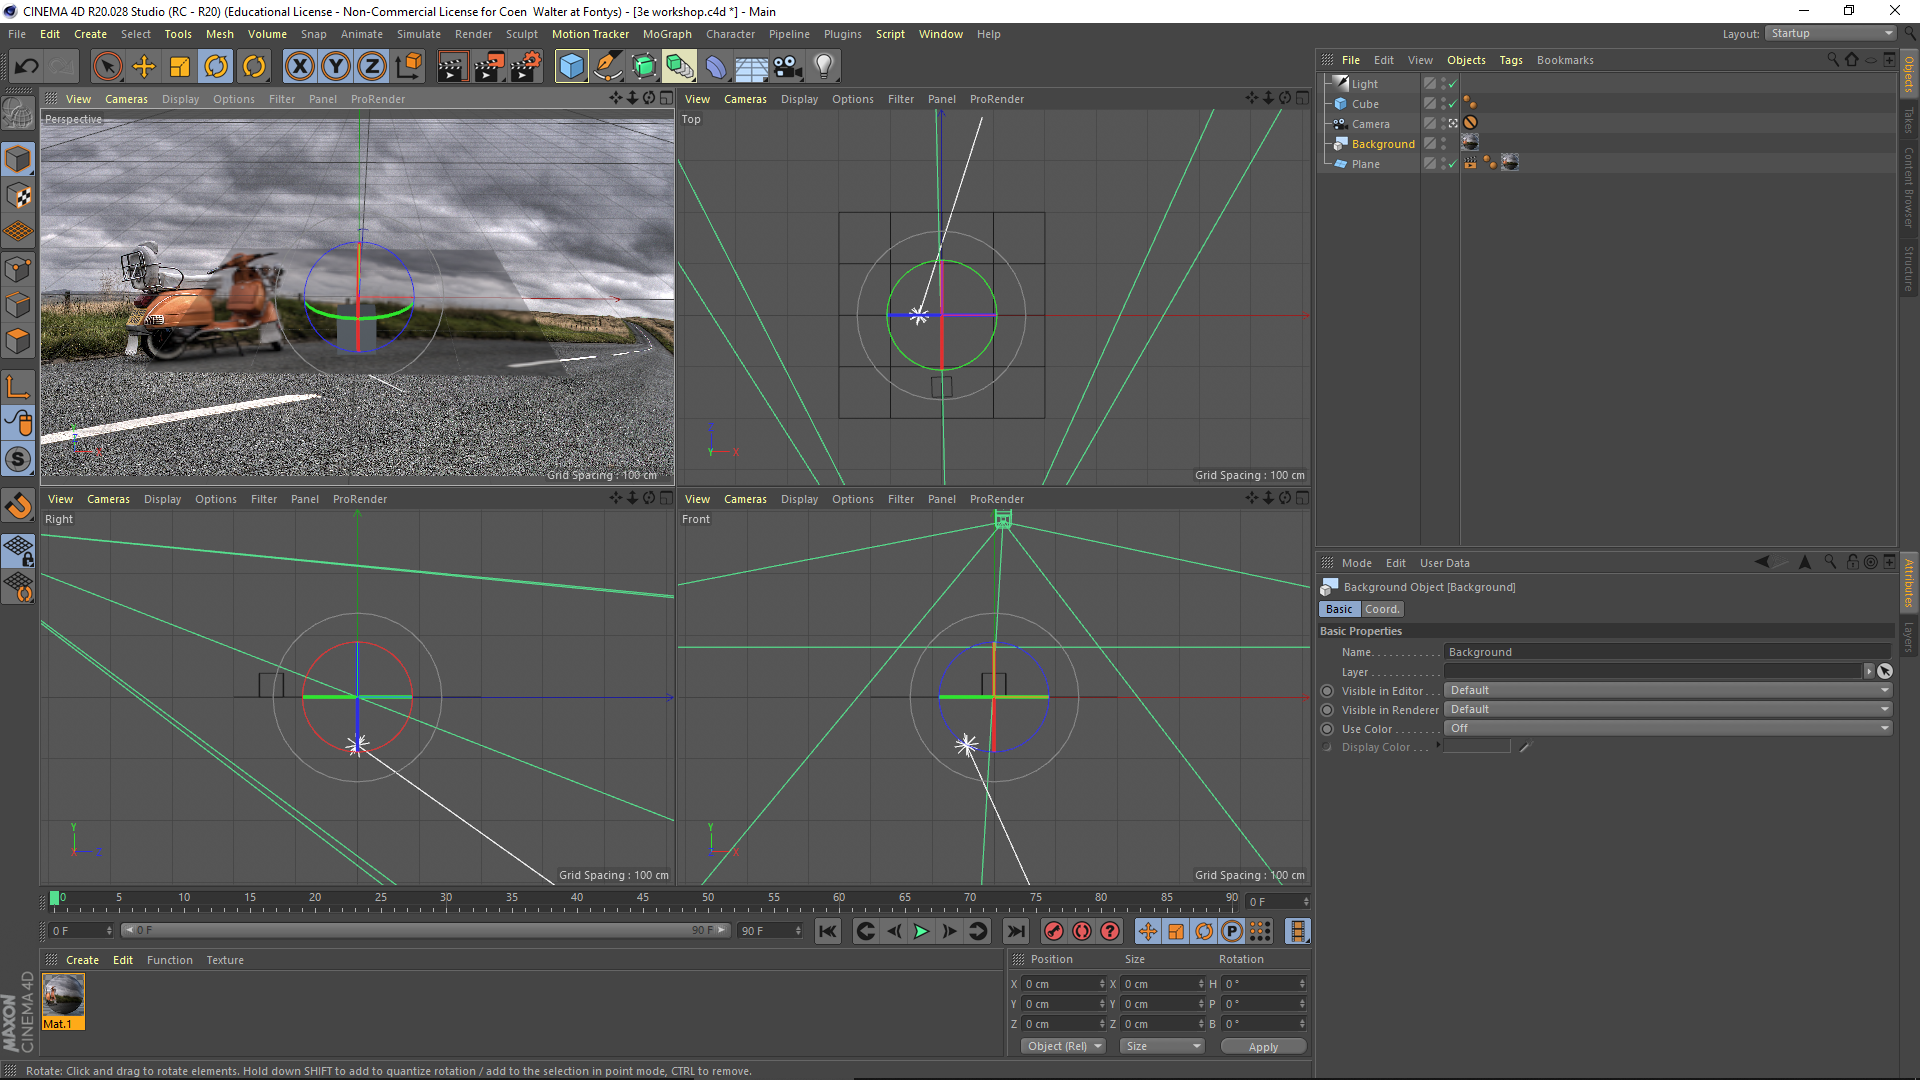 CINEMA 4D R20.028 Studio (RC - R20) (Educational License - Non-Commercial License for Coen  Walter at Fontys) - [3e workshop.c4d *] - Main
File Edit Create Select Tools Mesh Volume Snap Animate Simulate Render Sculpt Motion Tracker MoGraph Character Pipeline Plugins Script Window Help
Layout: Startup
X Y Z
File Edit View Objects Tags Bookmarks
Light
Cube
Camera
Background
Plane
Objects
Takes
Content Browser
Structure
View Cameras Display Options Filter Panel ProRender
Perspective
Grid Spacing : 100 cm
View Cameras Display Options Filter Panel ProRender
Top
Z
Y X
Grid Spacing : 100 cm
View Cameras Display Options Filter Panel ProRender
Right
Y
X Z
Grid Spacing : 100 cm
View Cameras Display Options Filter Panel ProRender
Front
Y
Z X
Grid Spacing : 100 cm
Mode Edit User Data
Background Object [Background]
Basic Coord.
Basic Properties
Name. . . . . . . . . . . . Background
Layer . . . . . . . . . . . .
Visible in Editor . . . Default
Visible in Renderer Default
Use Color . . . . . . . . Off
Display Color . . .
Attributes
Layers
0 5 10 15 20 25 30 35 40 45 50 55 60 65 70 75 80 85 90 0 F
0 F 0 F 90 F 90 F
Create Edit Function Texture
Mat.1
Position Size Rotation
X 0 cm X 0 cm H 0 °
Y 0 cm Y 0 cm P 0 °
Z 0 cm Z 0 cm B 0 °
Object (Rel) Size Apply
MAXON
CINEMA 4D
Rotate: Click and drag to rotate elements. Hold down SHIFT to add to quantize rotation / add to the selection in point mode, CTRL to remove.